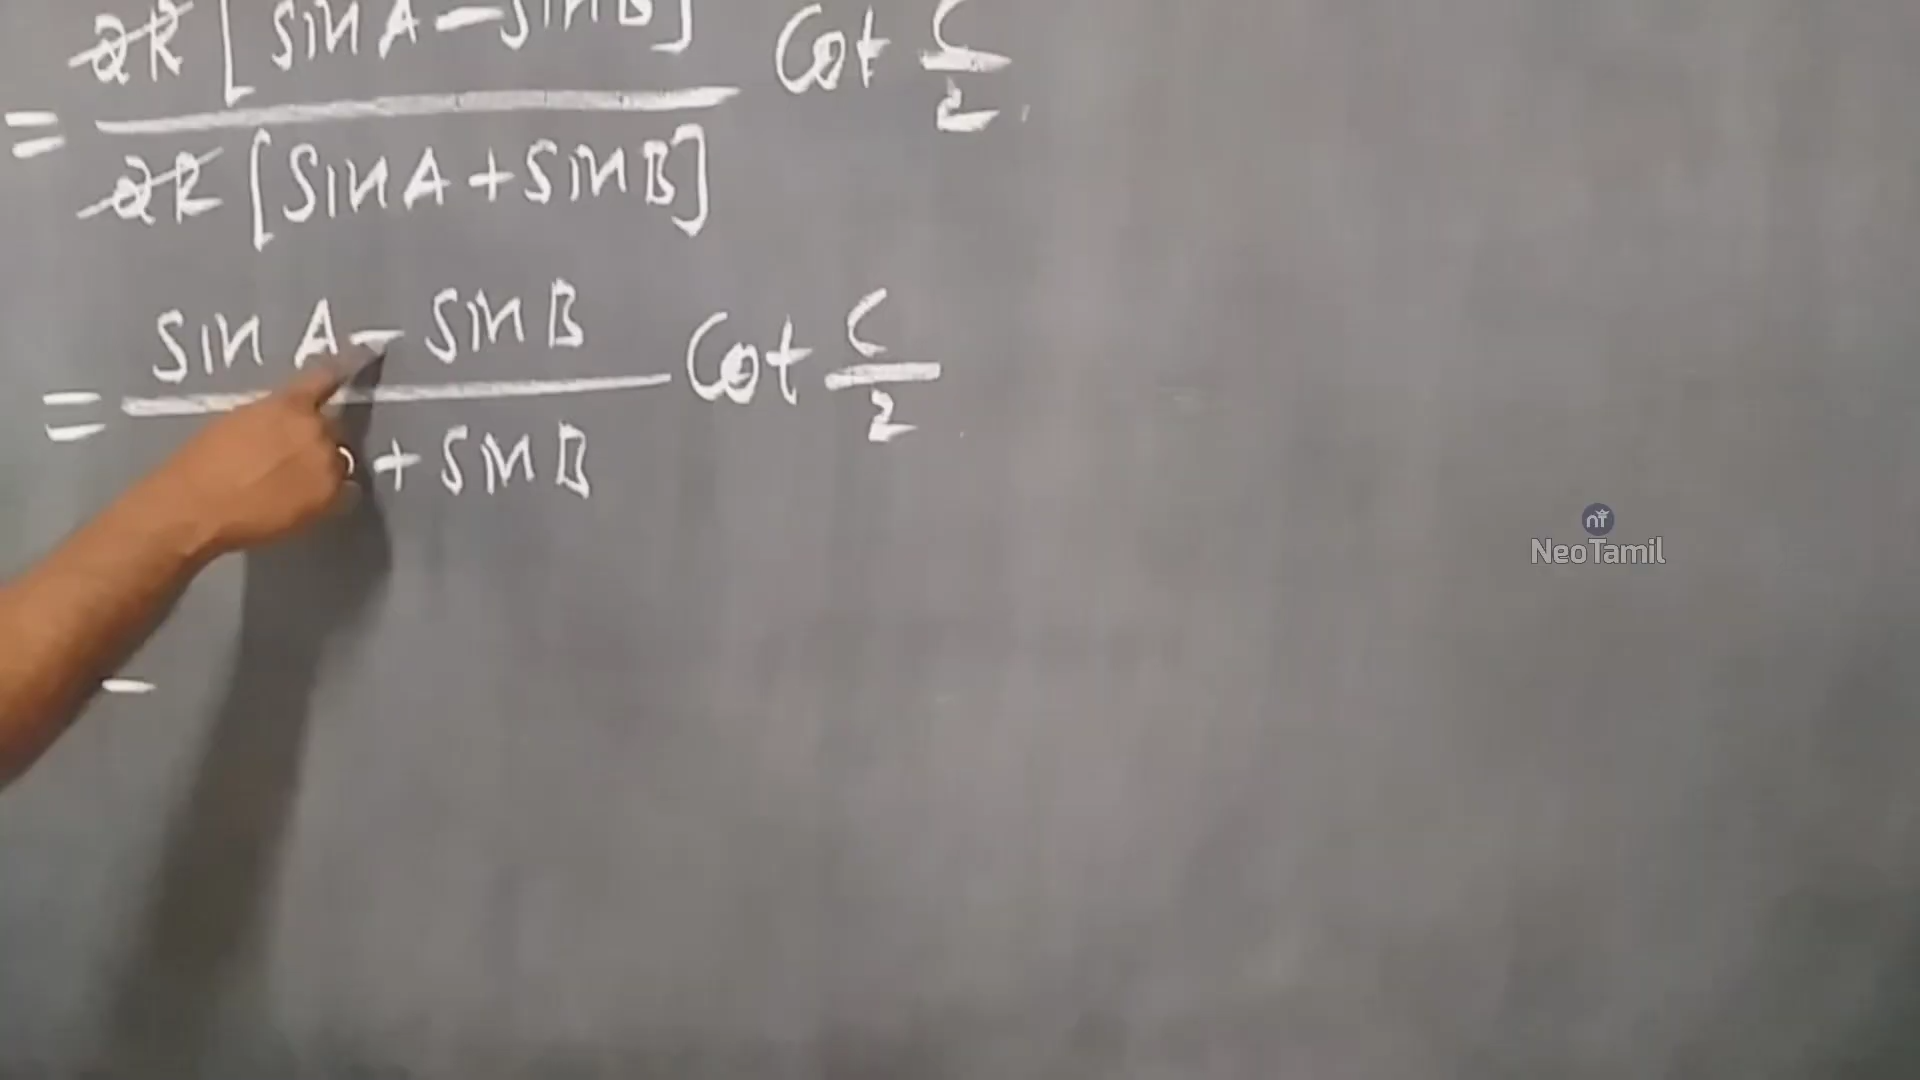 2R [ sin A - sin B ] Cot C
= 2
2R [ sin A + sin B ]
sin A - sin B Cot C
= 2
+ sin B
NeoTamil
-